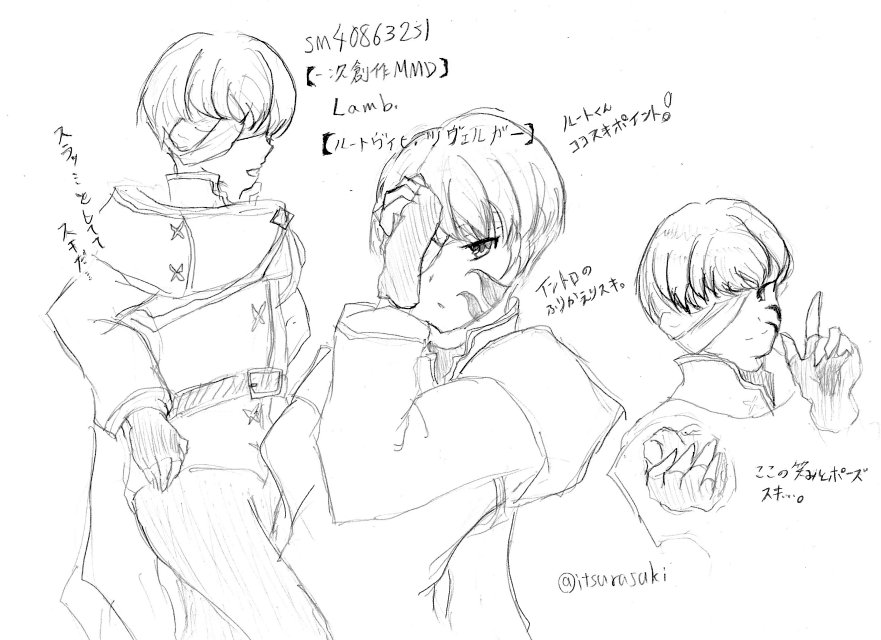 sm40863251
【一次創作MMD】
Lamb.
【ルートヴィヒ・ツヴェルガー】
ルートくん
ココスキポイント!
スラッとしてて
スキだ…
イントロの
ふりかえりスキ。
ここの笑みとポーズ
スキ…。
@itsurasaki